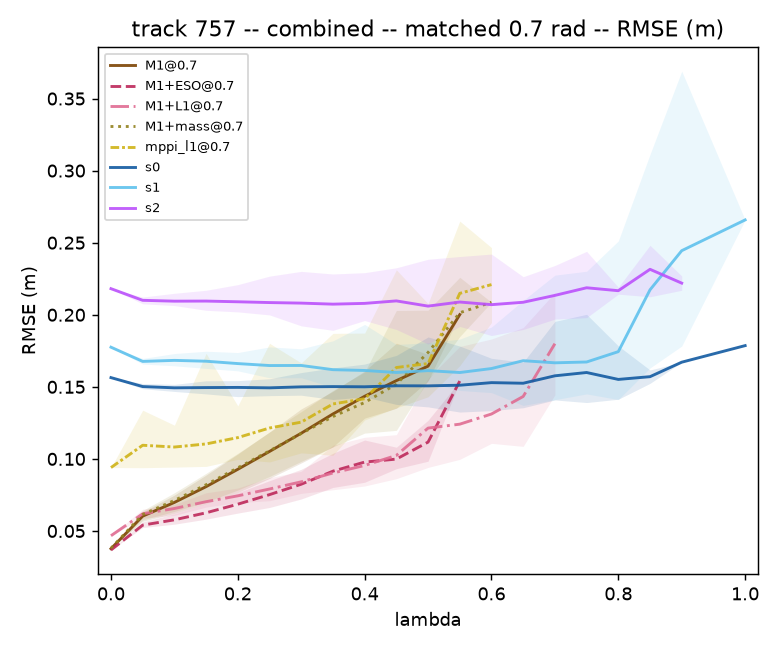 track 757 -- combined -- matched 0.7 rad -- RMSE (m)
M1@0.7
M1+ESO@0.7
M1+L1@0.7
M1+mass@0.7
mppi_l1@0.7
s0
s1
s2
RMSE (m)
0.35
0.30
0.25
0.20
0.15
0.10
0.05
0.0 0.2 0.4 0.6 0.8 1.0
lambda